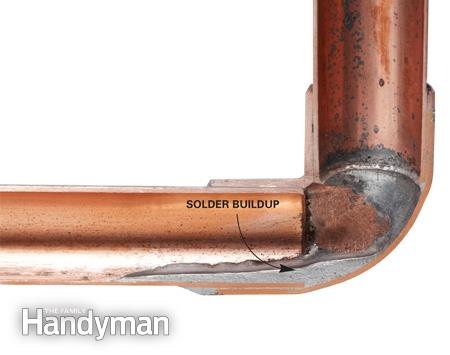 SOLDER BUILDUP
THE FAMILY
Handyman